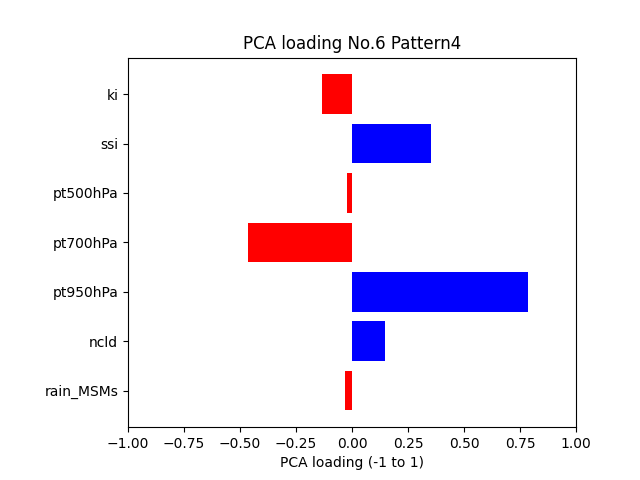 PCA loading No.6 Pattern4
ki
ssi
pt500hPa
pt700hPa
pt950hPa
ncld
rain_MSMs
−1.00 −0.75 −0.50 −0.25 0.00 0.25 0.50 0.75 1.00
PCA loading (-1 to 1)